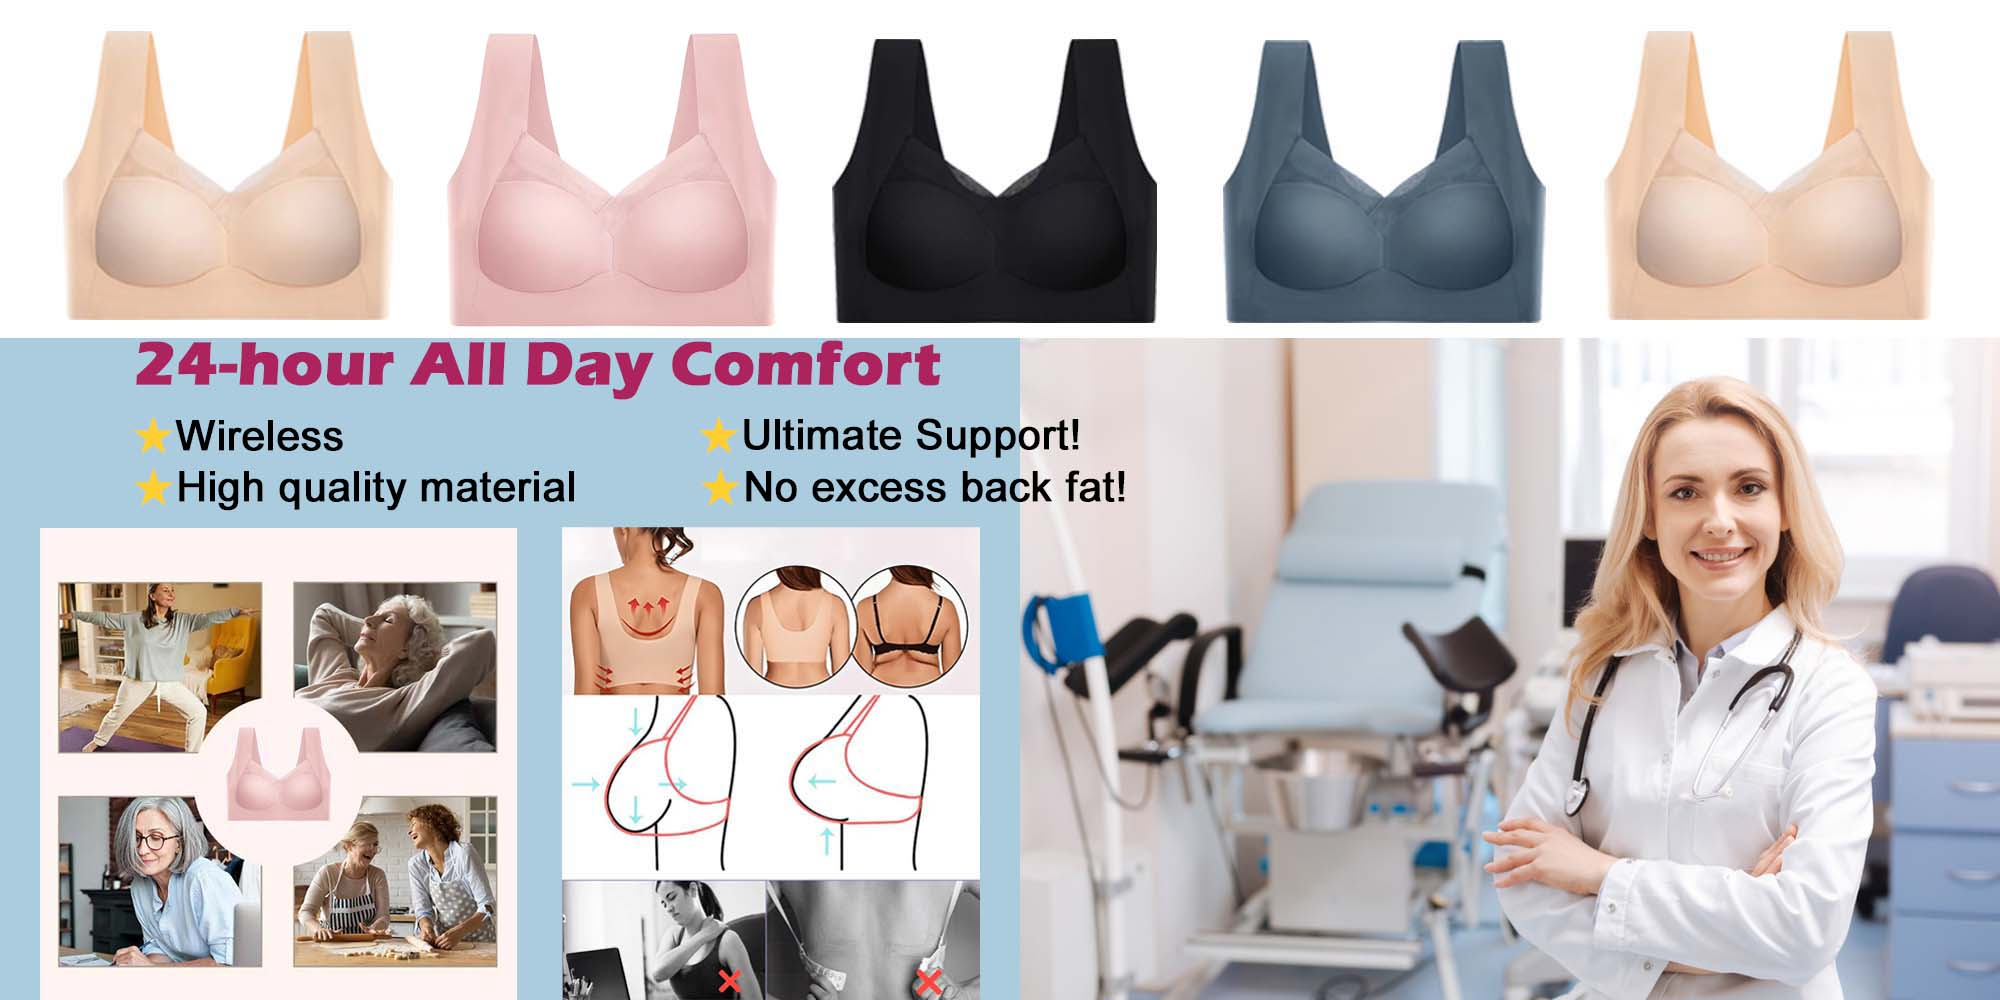 24-hour All Day Comfort
Wireless
Ultimate Support!
High quality material
No excess back fat!